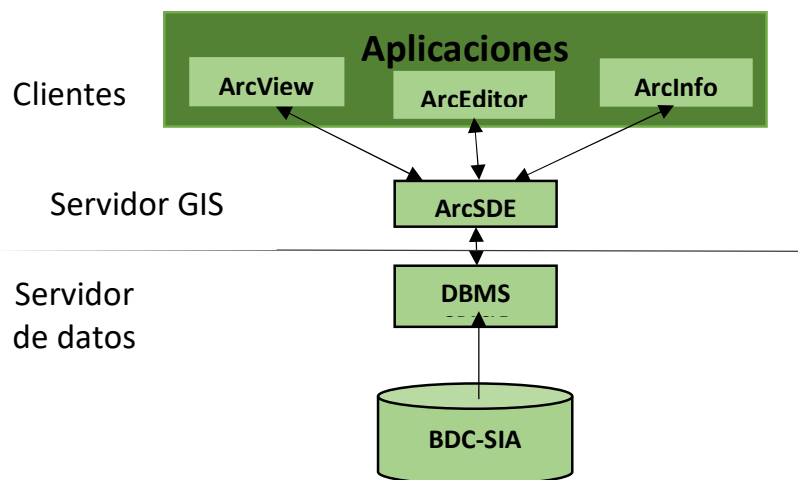 Aplicaciones
Clientes
ArcView
ArcEditor
ArcInfo
Servidor GIS
ArcSDE
Servidor
de datos
DBMS
BDC-SIA